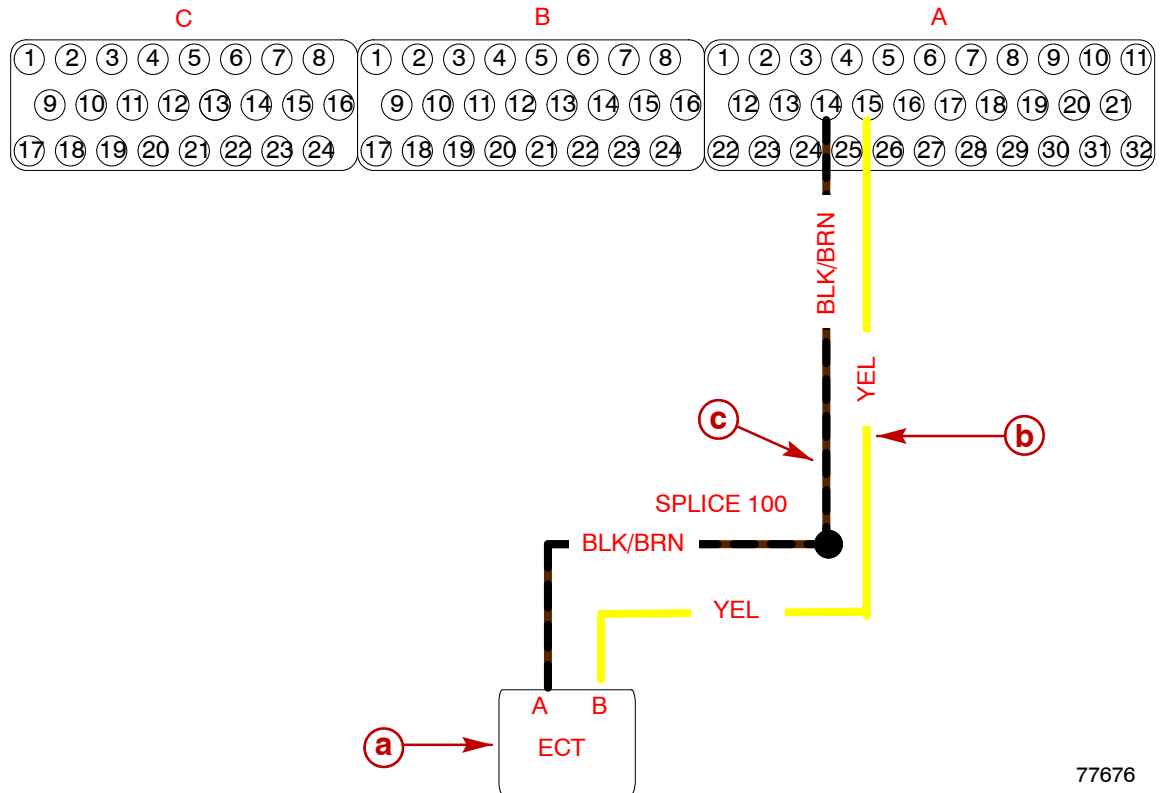 C B A
1 2 3 4 5 6 7 8 1 2 3 4 5 6 7 8 1 2 3 4 5 6 7 8 9 10 11
9 10 11 12 13 14 15 16 9 10 11 12 13 14 15 16 12 13 14 15 16 17 18 19 20 21
17 18 19 20 21 22 23 24 17 18 19 20 21 22 23 24 22 23 24 25 26 27 28 29 30 31 32
BLK/BRN
YEL
c
b
SPLICE 100
BLK/BRN
YEL
A B
a
ECT
77676